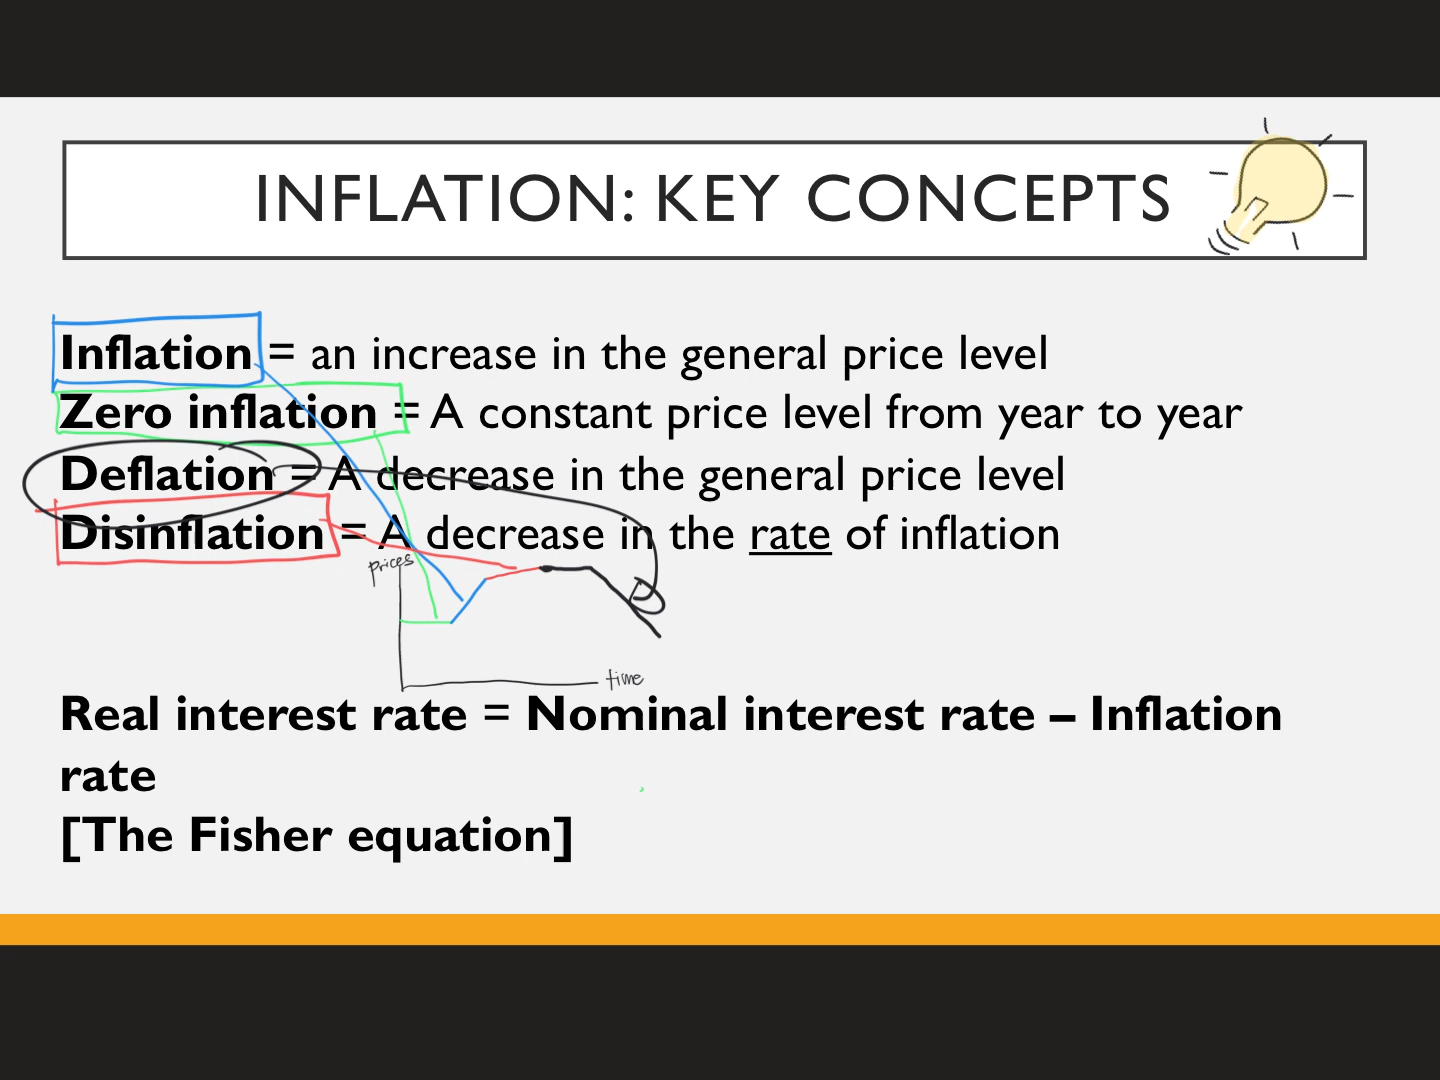 INFLATION: KEY CONCEPTS
Inflation = an increase in the general price level
Zero inflation = A constant price level from year to year
Deflation = A decrease in the general price level
Disinflation = A decrease in the rate of inflation
prices
time
Real interest rate = Nominal interest rate – Inflation
rate
[The Fisher equation]